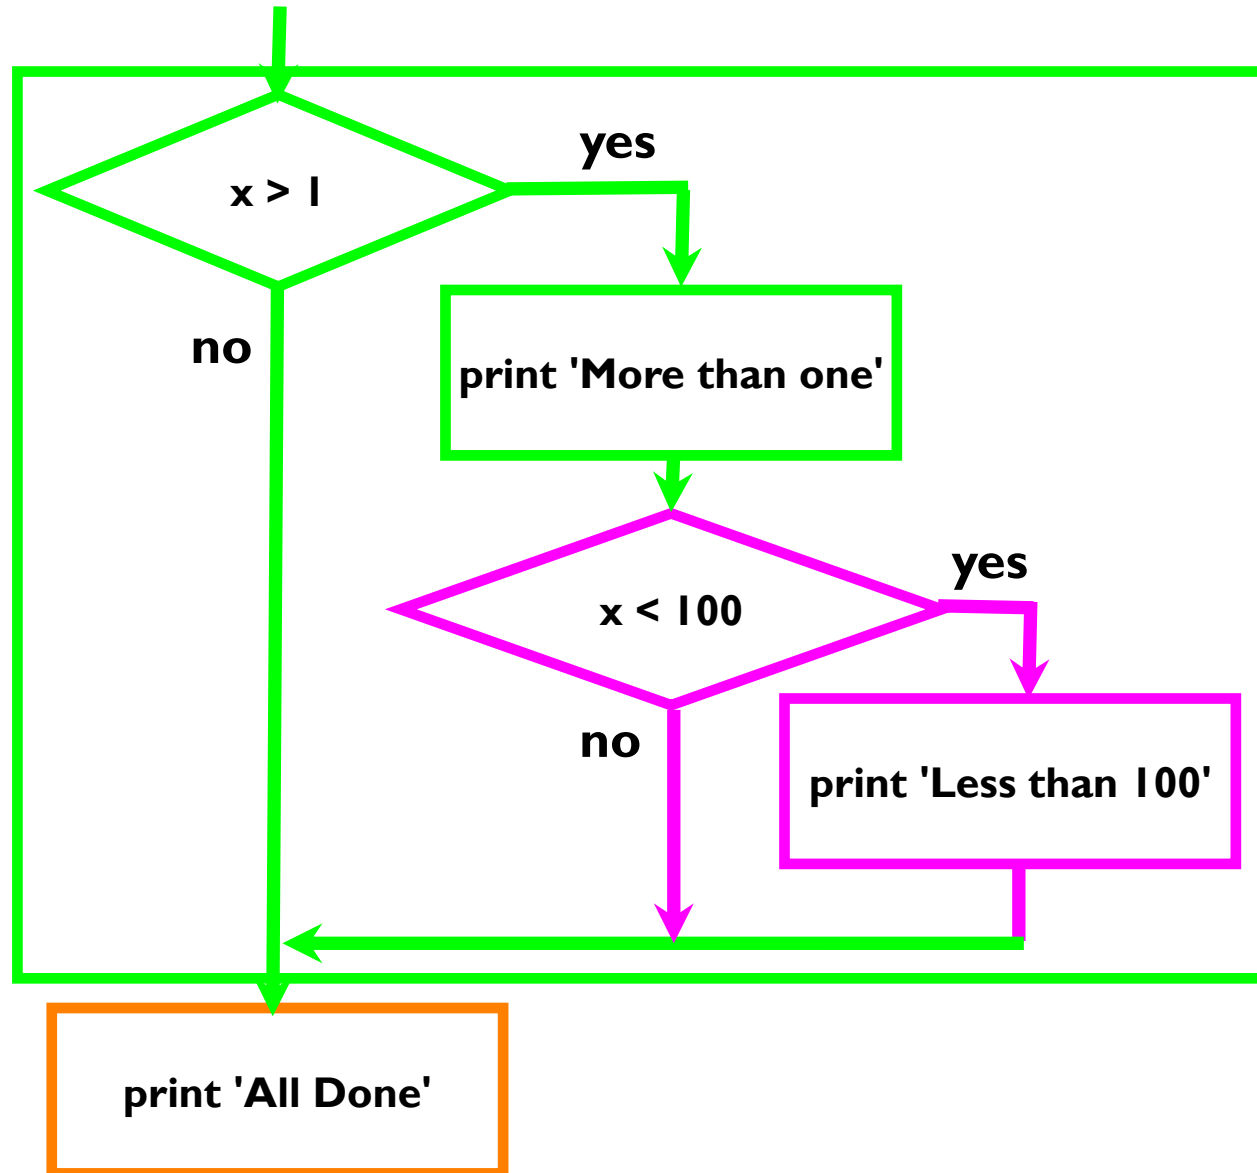 yes
x > 1
no
print 'More than one'
yes
x < 100
no
print 'Less than 100'
print 'All Done'